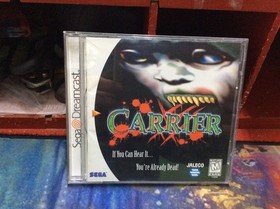 Sega Dreamcast.
CARRIER
If You Can Hear It...
You're Already Dead!
SEGA
JALECO
M